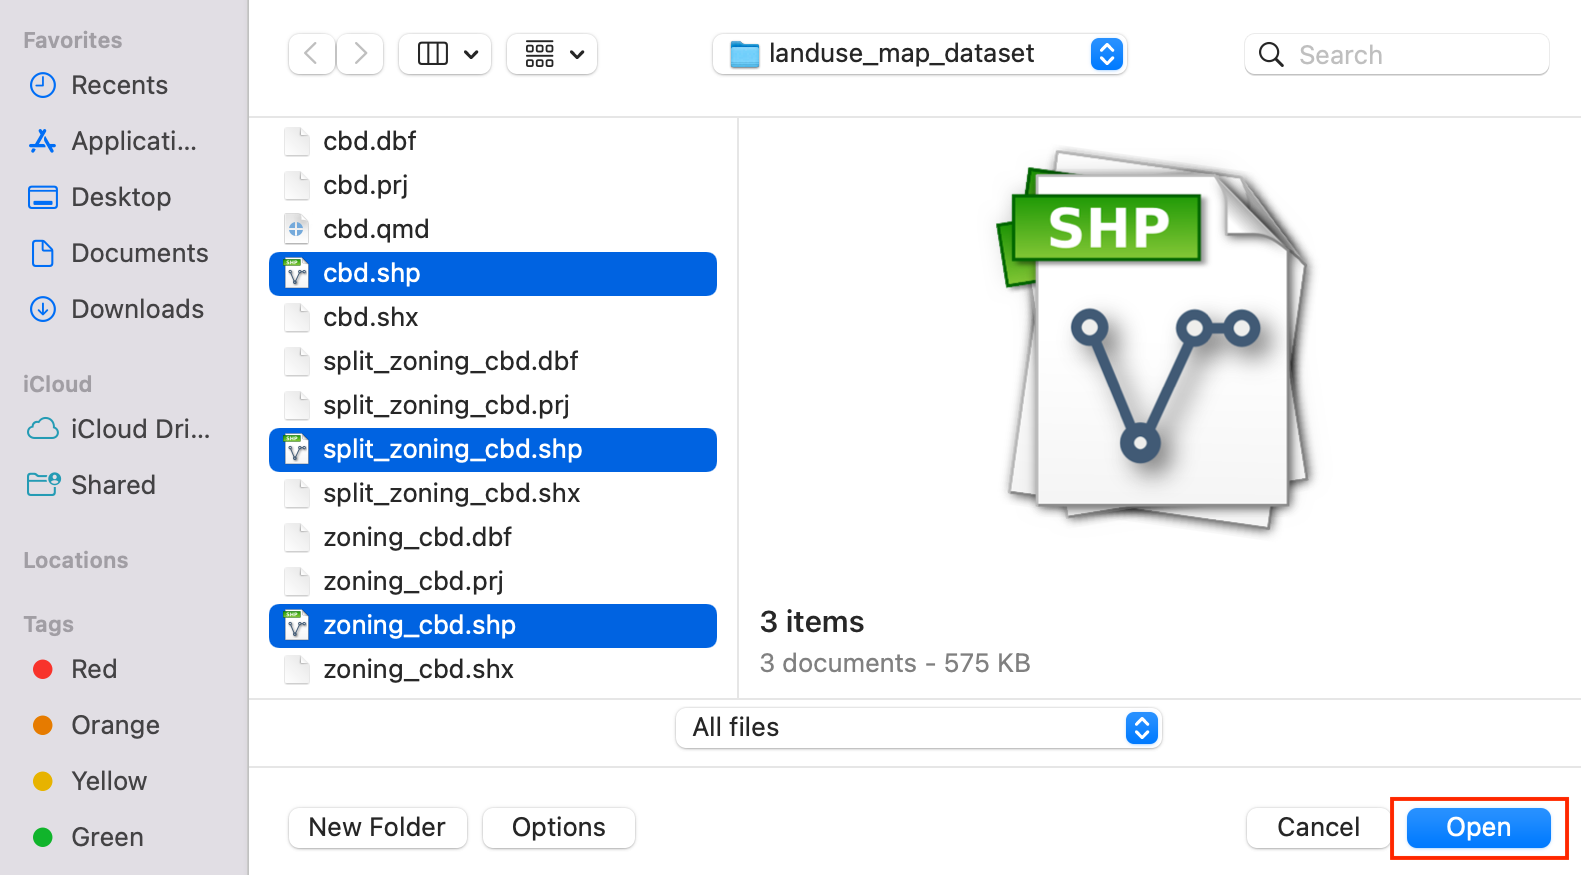 Favorites
Recents
Applicati...
Desktop
Documents
Downloads
iCloud
iCloud Dri...
Shared
Locations
Tags
Red
Orange
Yellow
Green
landuse_map_dataset
Search
cbd.dbf
cbd.prj
cbd.qmd
cbd.shp
cbd.shx
split_zoning_cbd.dbf
split_zoning_cbd.prj
split_zoning_cbd.shp
split_zoning_cbd.shx
zoning_cbd.dbf
zoning_cbd.prj
zoning_cbd.shp
zoning_cbd.shx
SHP
3 items
3 documents - 575 KB
All files
New Folder
Options
Cancel
Open